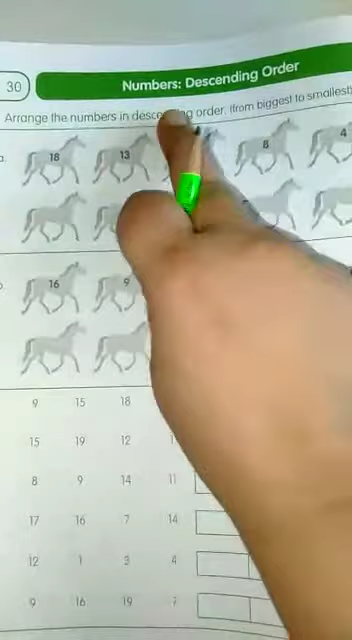 30
Numbers: Descending Order
Arrange the numbers in descending order. (from biggest to smallest
18 13 8 4
16 9
9 15 18
15 19 12 1
8 9 14 11
17 16 7 14
12 1 3 4
9 16 19 7